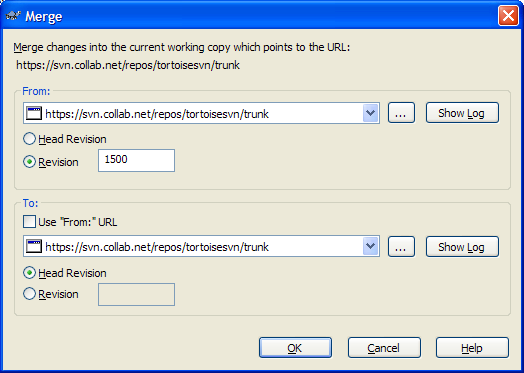 Merge
Merge changes into the current working copy which points to the URL:
https://svn.collab.net/repos/tortoisesvn/trunk
From:
https://svn.collab.net/repos/tortoisesvn/trunk ... Show Log
Head Revision
Revision 1500
To:
Use "From:" URL
https://svn.collab.net/repos/tortoisesvn/trunk ... Show Log
Head Revision
Revision
OK Cancel Help